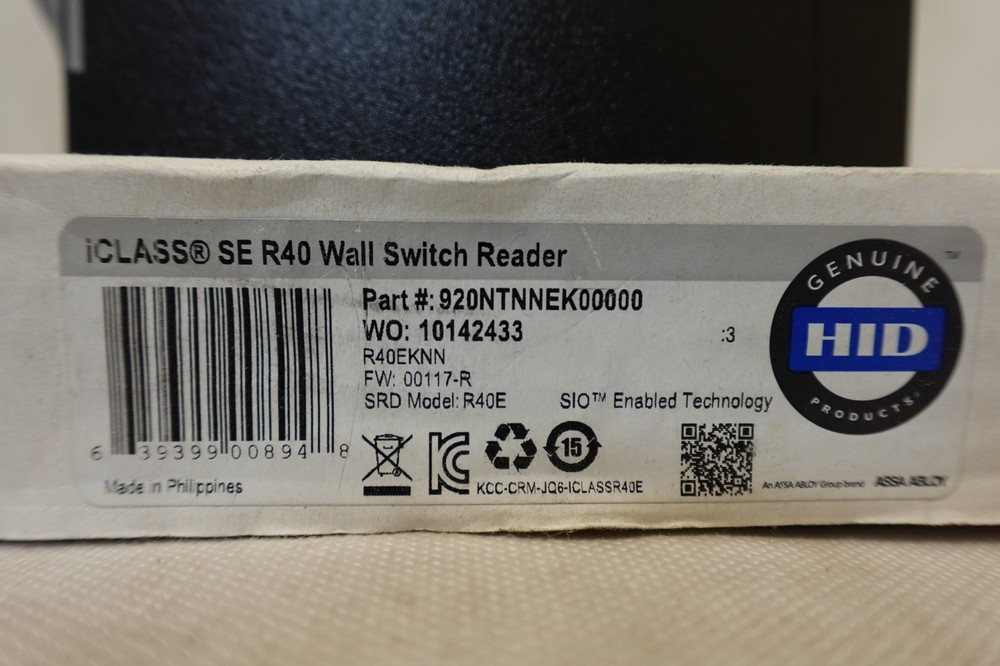 iCLASS® SE R40 Wall Switch Reader
Part #: 920NTNNEK00000
WO: 10142433
:3
R40EKNN
FW: 00117-R
SRD Model: R40E
SIO™ Enabled Technology
6 39399 00894 8
Made in Philippines
15
KCC-CRM-JQ6-ICLASSR40E
GENUINE
HID
PRODUCTS
™
An ASSA ABLOY Group brand
ASSA ABLOY